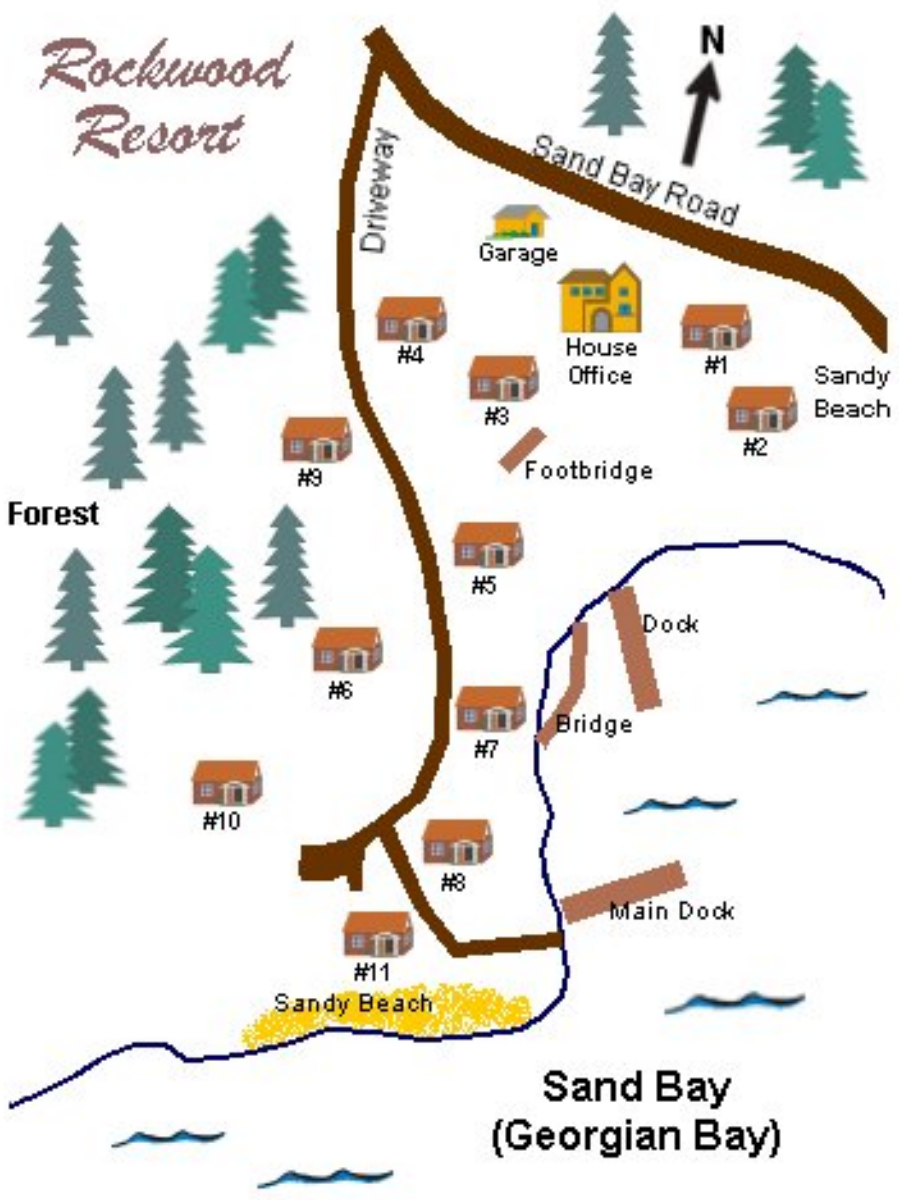 Rockwood
Resort
N
Sand Bay Road
Driveway
Garage
House
Office
#4
#1
#3
Sandy
Beach
#2
#9
Footbridge
Forest
#5
Dock
#6
Bridge
#7
#10
#8
Main Dock
#11
Sandy Beach
Sand Bay
(Georgian Bay)